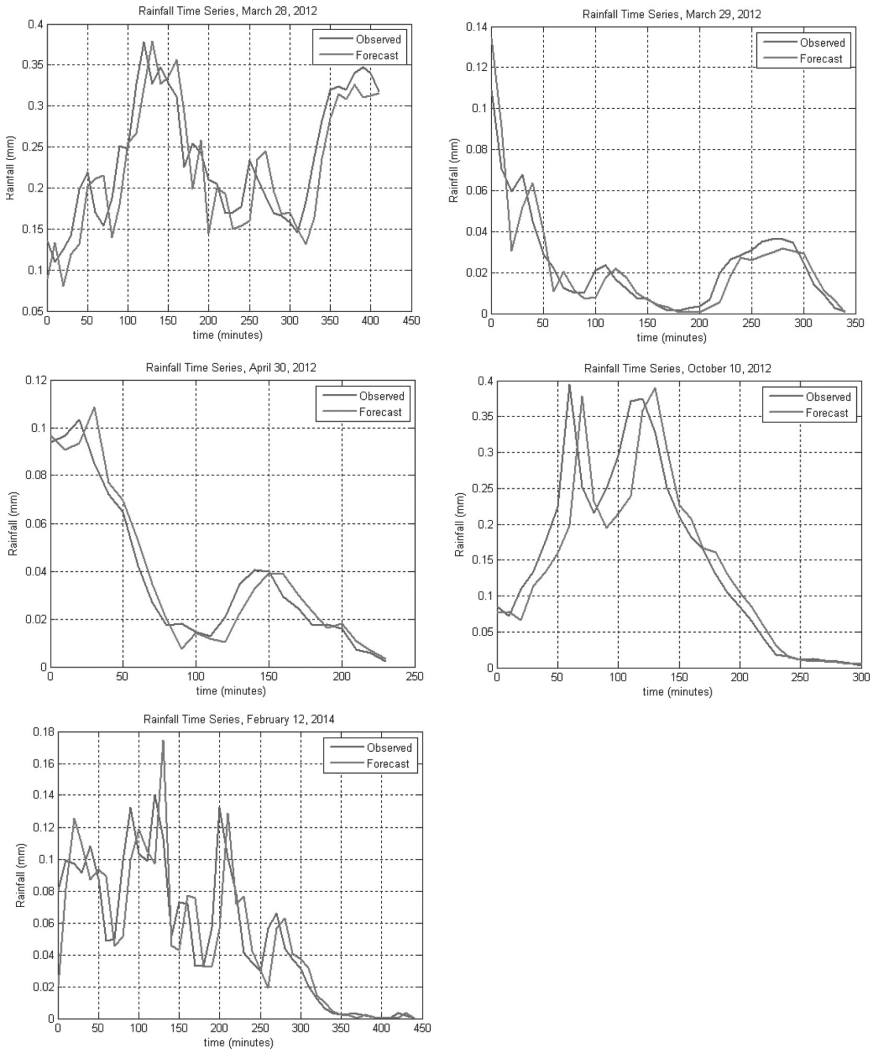 Rainfall Time Series, March 28, 2012
0.4
0.35
0.3
0.25
0.2
0.15
0.1
0.05
Rainfall (mm)
0 50 100 150 200 250 300 350 400 450
time (minutes)
Observed
Forecast
Rainfall Time Series, March 29, 2012
0.14
0.12
0.1
0.08
0.06
0.04
0.02
0
Rainfall (mm)
0 50 100 150 200 250 300 350
time (minutes)
Observed
Forecast
Rainfall Time Series, April 30, 2012
0.12
0.1
0.08
0.06
0.04
0.02
0
Rainfall (mm)
0 50 100 150 200 250
time (minutes)
Observed
Forecast
Rainfall Time Series, October 10, 2012
0.4
0.35
0.3
0.25
0.2
0.15
0.1
0.05
0
Rainfall (mm)
0 50 100 150 200 250 300
time (minutes)
Observed
Forecast
Rainfall Time Series, February 12, 2014
0.18
0.16
0.14
0.12
0.1
0.08
0.06
0.04
0.02
0
Rainfall (mm)
0 50 100 150 200 250 300 350 400 450
time (minutes)
Observed
Forecast